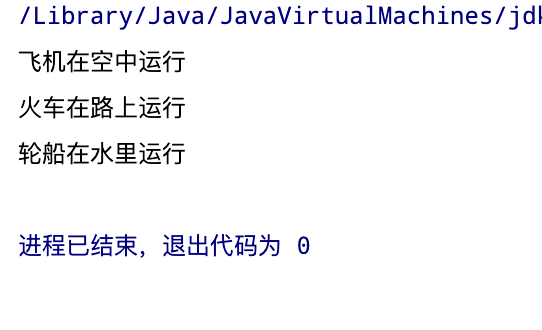 /Library/Java/JavaVirtualMachines/jdk
飞机在空中运行
火车在路上运行
轮船在水里运行
进程已结束，退出代码为 0